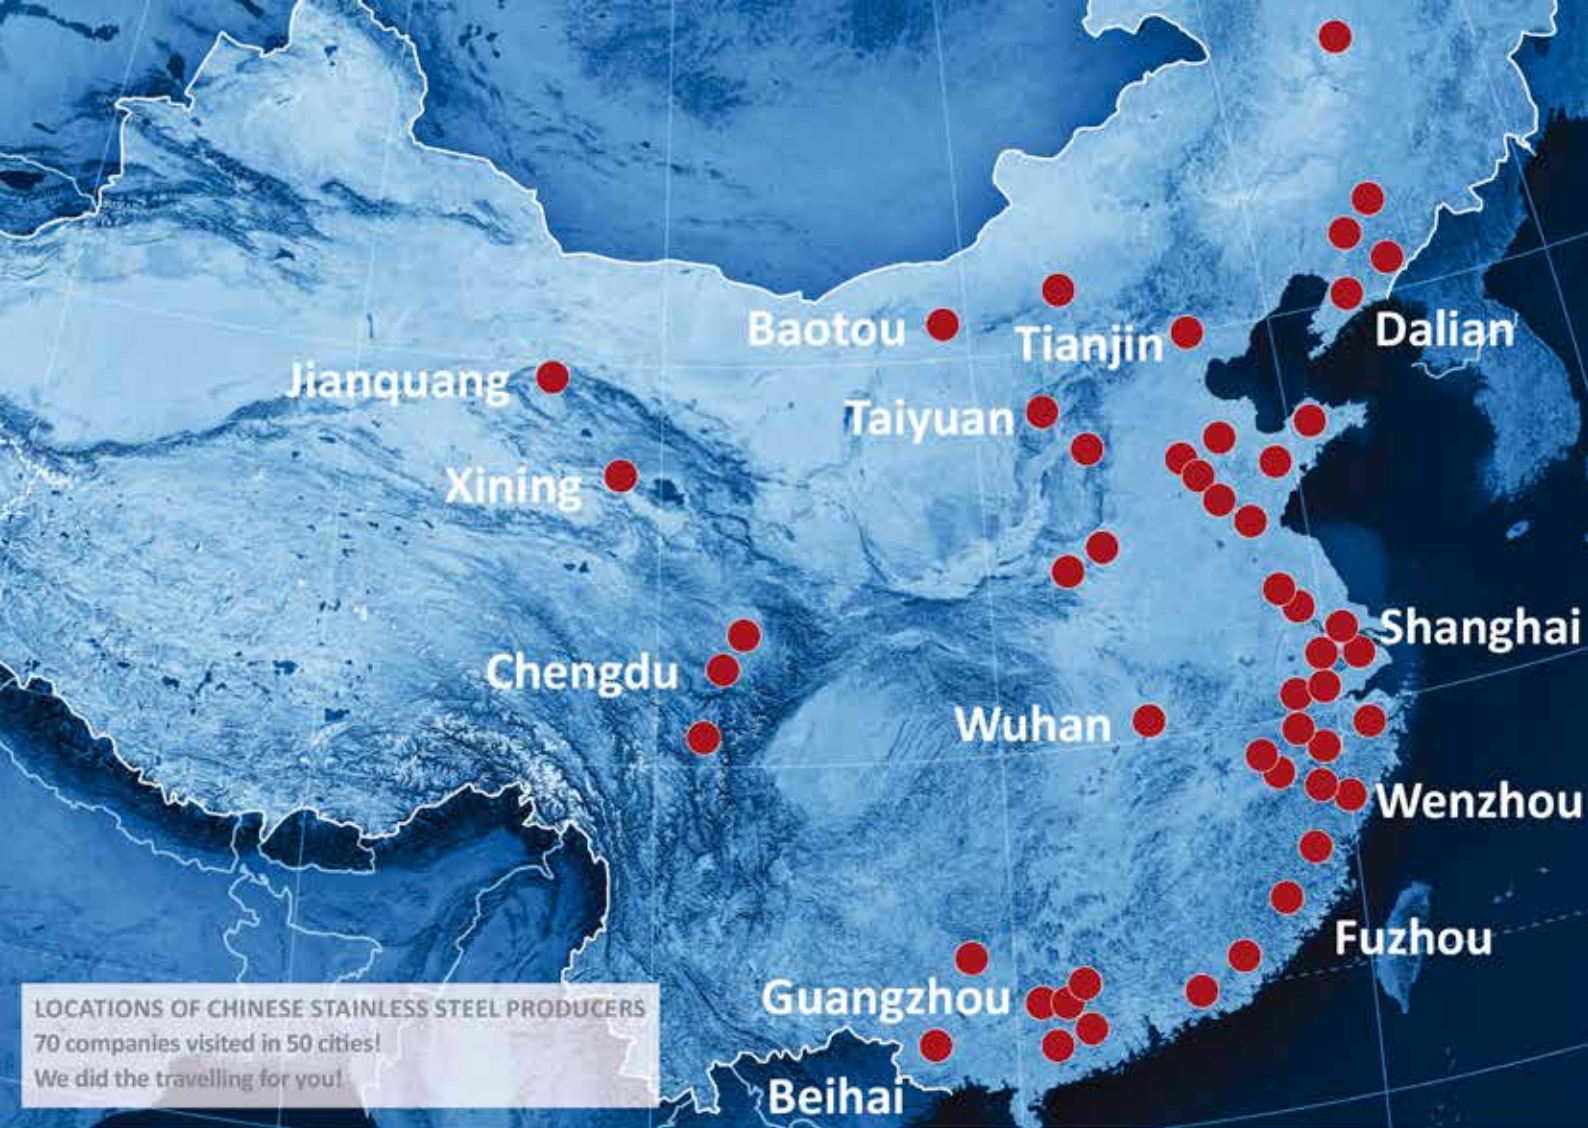 Baotou
Tianjin
Dalian
Jianquang
Taiyuan
Xining
Shanghai
Chengdu
Wuhan
Wenzhou
Fuzhou
Guangzhou
Beihai
LOCATIONS OF CHINESE STAINLESS STEEL PRODUCERS
70 companies visited in 50 cities!
We did the travelling for you!